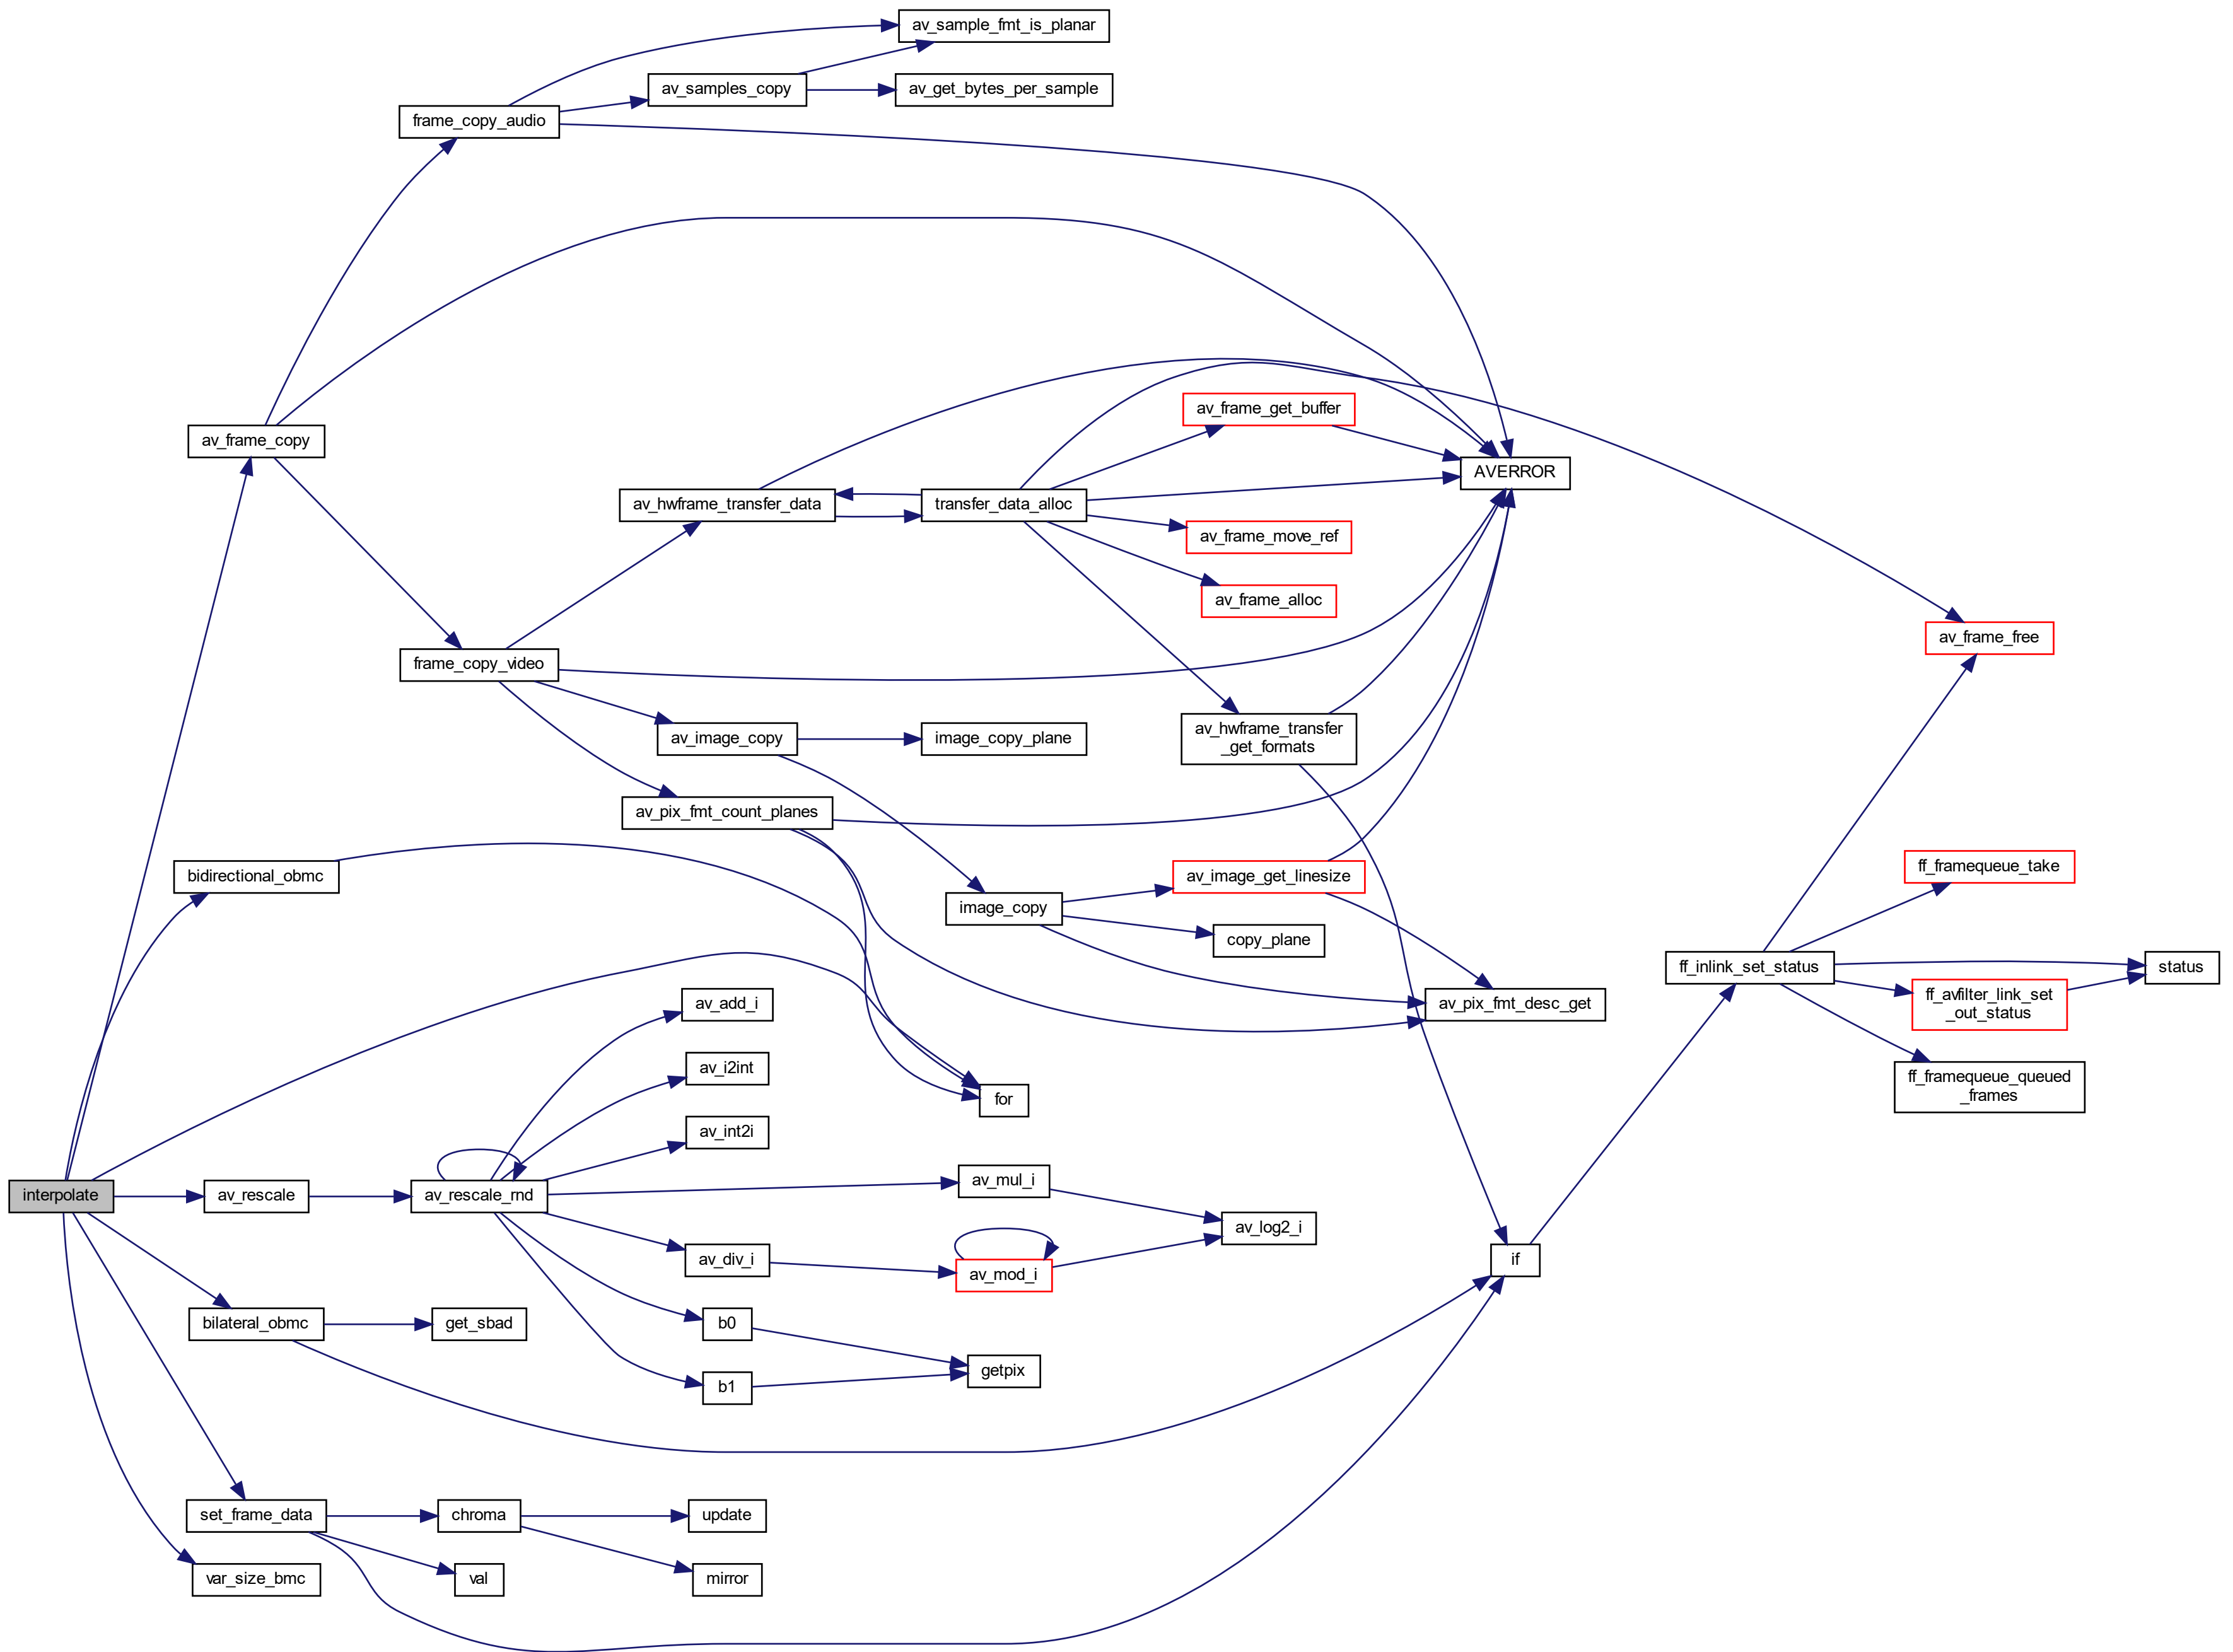 av_sample_fmt_is_planar
av_samples_copy
av_get_bytes_per_sample
frame_copy_audio
av_frame_get_buffer
av_frame_copy
AVERROR
av_hwframe_transfer_data
transfer_data_alloc
av_frame_move_ref
av_frame_alloc
av_frame_free
frame_copy_video
av_hwframe_transfer
_get_formats
av_image_copy
image_copy_plane
av_pix_fmt_count_planes
ff_framequeue_take
bidirectional_obmc
av_image_get_linesize
image_copy
copy_plane
ff_inlink_set_status
status
av_add_i
av_pix_fmt_desc_get
ff_avfilter_link_set
_out_status
av_i2int
ff_framequeue_queued
_frames
for
av_int2i
av_mul_i
interpolate
av_rescale
av_rescale_rnd
av_log2_i
av_div_i
av_mod_i
if
bilateral_obmc
get_sbad
b0
getpix
b1
set_frame_data
chroma
update
var_size_bmc
val
mirror